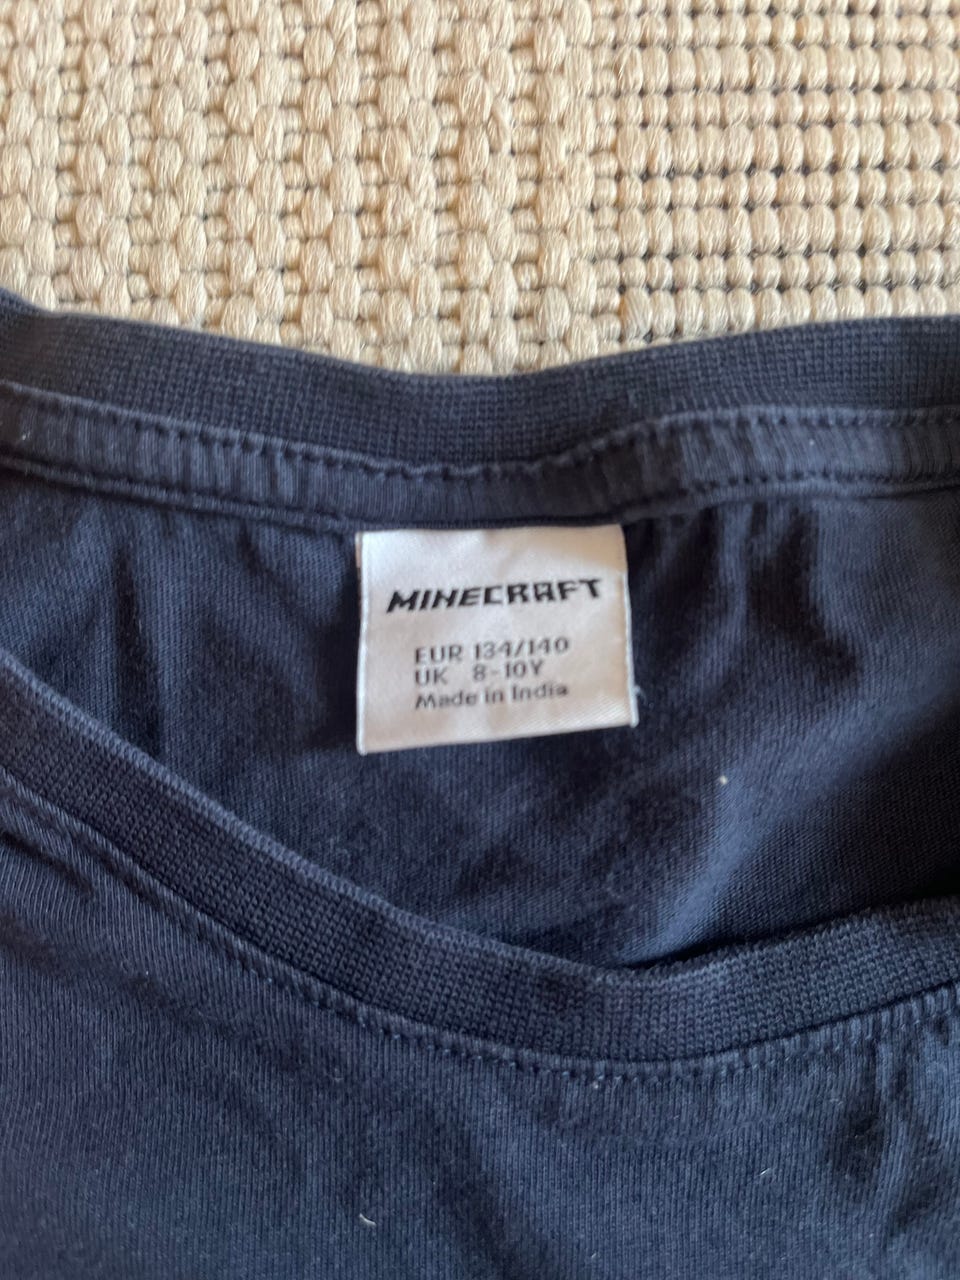 MINECRAFT
EUR 134/140
UK 8-10Y
Made in India